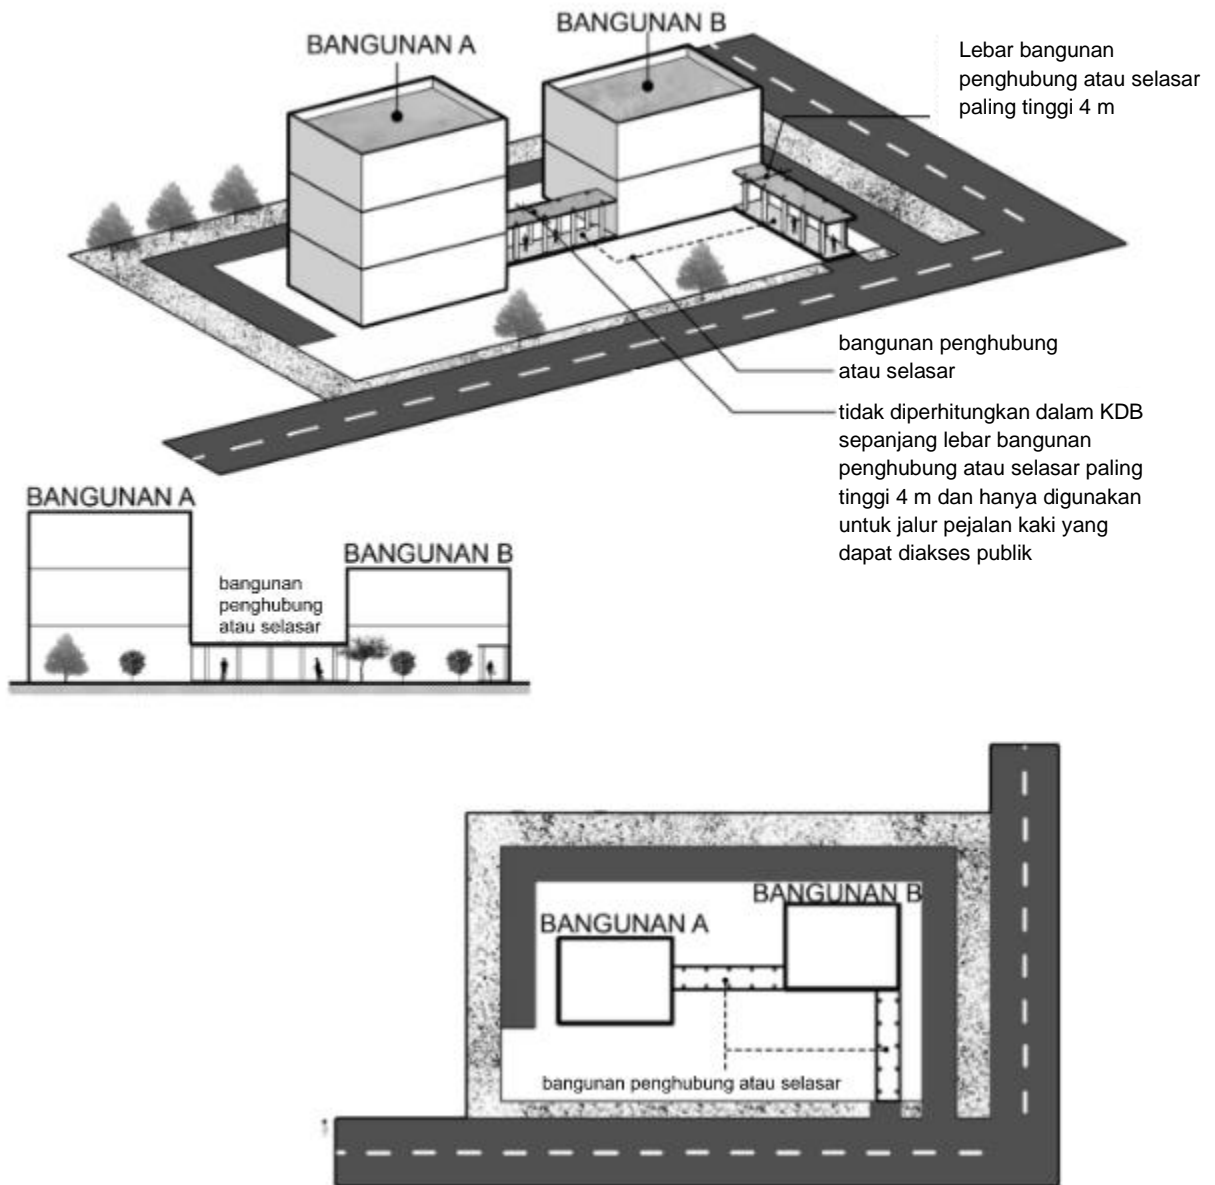 BANGUNAN A
BANGUNAN B
Lebar bangunan
penghubung atau selasar
paling tinggi 4 m
bangunan penghubung
atau selasar
tidak diperhitungkan dalam KDB
sepanjang lebar bangunan
penghubung atau selasar paling
tinggi 4 m dan hanya digunakan
untuk jalur pejalan kaki yang
dapat diakses publik
BANGUNAN A
BANGUNAN B
bangunan
penghubung
atau selasar
BANGUNAN B
BANGUNAN A
bangunan penghubung atau selasar